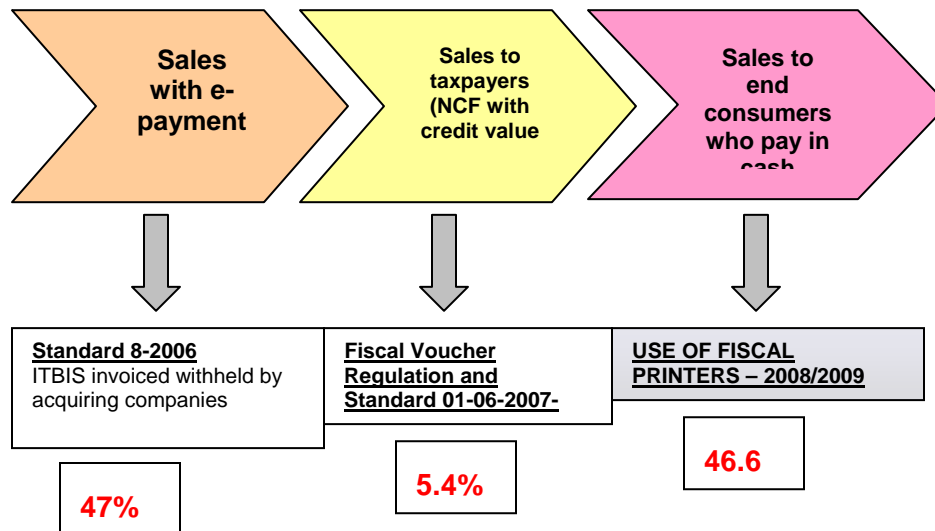 Sales
with e-
payment
Sales to
taxpayers
(NCF with
credit value
Sales to
end
consumers
who pay in
cash
Standard 8-2006
ITBIS invoiced withheld by
acquiring companies
Fiscal Voucher
Regulation and
Standard 01-06-2007-
USE OF FISCAL
PRINTERS – 2008/2009
47%
5.4%
46.6